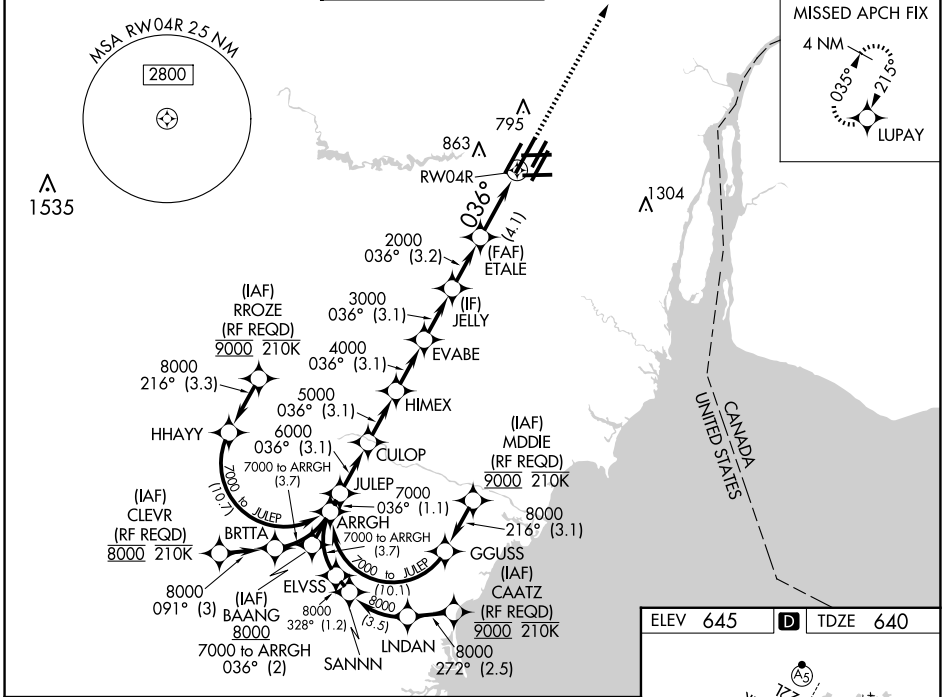 MSA RW04R 25 NM
2800
1535
863
795
RW04R
1304
MISSED APCH FIX
4 NM
035°
215°
LUPAY
036°
(4.1)
(FAF)
ETALE
2000
036° (3.2)
(IF)
JELLY
3000
036° (3.1)
EVABE
4000
036° (3.1)
HIMEX
5000
036° (3.1)
CULOP
6000
036° (3.1)
JULEP
7000
036° (1.1)
ARRGH
(IAF)
RROZE
(RF REQD)
9000 210K
8000
216° (3.3)
HHAYY
7000 to JULEP
(10.7)
7000 to ARRGH
(3.7)
(IAF)
CLEVR
(RF REQD)
8000 210K
BRTTA
8000
091° (3)
(IAF)
BAANG
8000
7000 to ARRGH
036° (2)
(IAF)
MDDIE
(RF REQD)
9000 210K
8000
216° (3.1)
GGUSS
7000 to JULEP
(10.1)
7000 to ARRGH
(3.7)
ELVSS
8000
328° (1.2)
SANNN
8000
(3.5)
LNDAN
(IAF)
CAATZ
(RF REQD)
9000 210K
8000
272° (2.5)
CANADA
UNITED STATES
ELEV 645
D
TDZE 640
A5